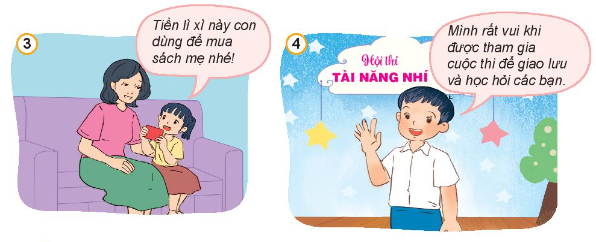 3
Tiền lì xì này con
dùng để mua
sách mẹ nhé!
4
Hội thi
TÀI NĂNG NHÍ
Mình rất vui khi
được tham gia
cuộc thi để giao lưu
và học hỏi các bạn.